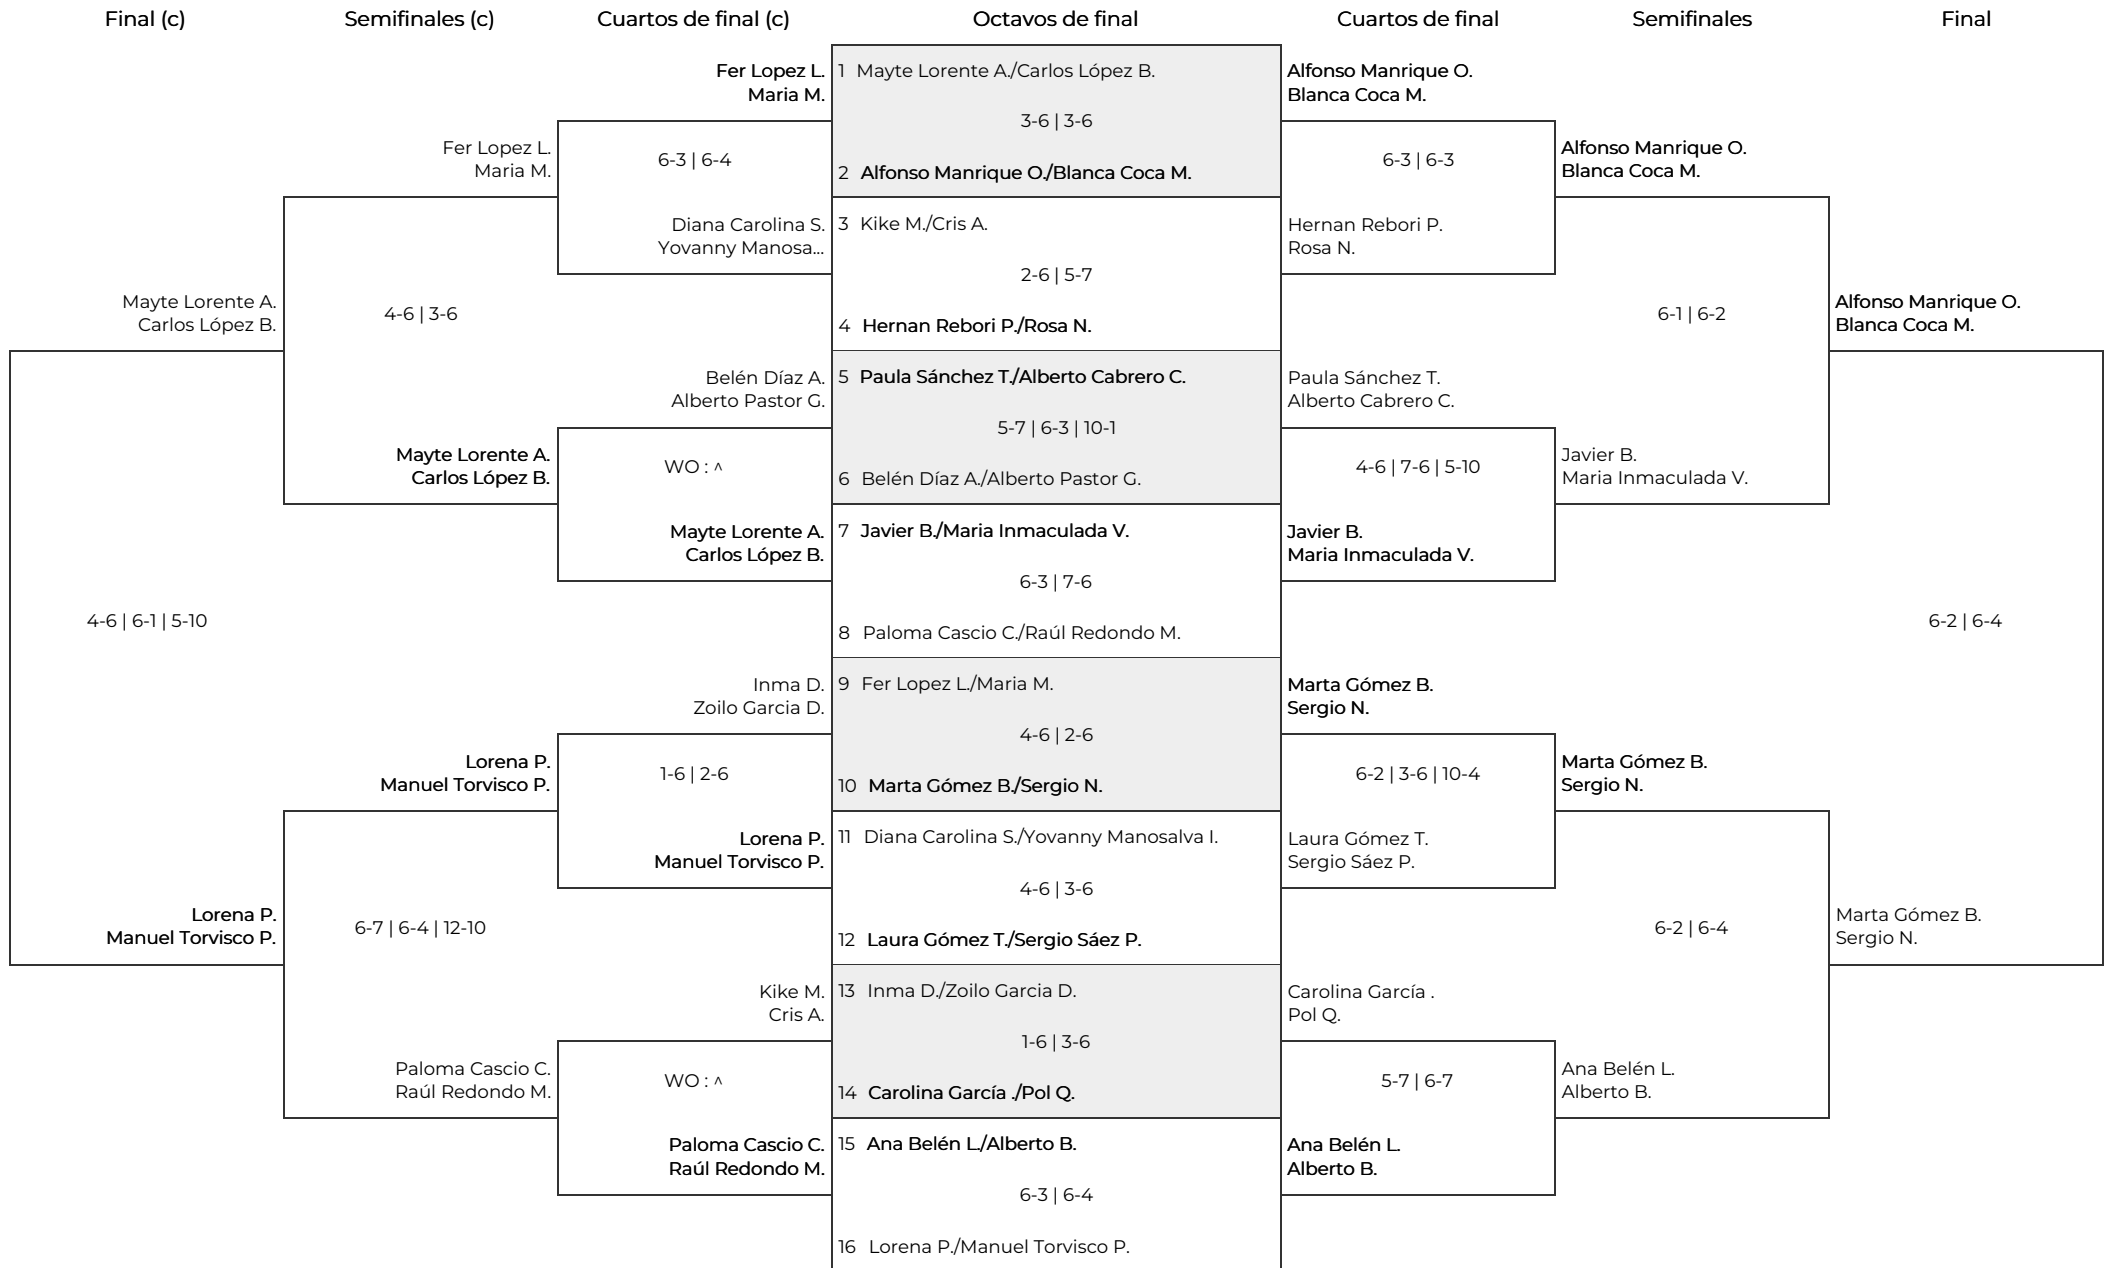 Final (c)
Semifinales (c)
Cuartos de final (c)
Octavos de final
Cuartos de final
Semifinales
Final
Mayte Lorente A.
Carlos López B.
4-6 | 6-1 | 5-10
Lorena P.
Manuel Torvisco P.
Fer Lopez L.
Maria M.
4-6 | 3-6
Mayte Lorente A.
Carlos López B.
Lorena P.
Manuel Torvisco P.
6-7 | 6-4 | 12-10
Paloma Cascio C.
Raúl Redondo M.
Fer Lopez L.
Maria M.
6-3 | 6-4
Diana Carolina S.
Yovanny Manosa...
Belén Díaz A.
Alberto Pastor G.
WO : ^
Mayte Lorente A.
Carlos López B.
Inma D.
Zoilo Garcia D.
1-6 | 2-6
Lorena P.
Manuel Torvisco P.
Kike M.
Cris A.
WO : ^
Paloma Cascio C.
Raúl Redondo M.
1 Mayte Lorente A./Carlos López B.
3-6 | 3-6
2 Alfonso Manrique O./Blanca Coca M.
3 Kike M./Cris A.
2-6 | 5-7
4 Hernan Rebori P./Rosa N.
5 Paula Sánchez T./Alberto Cabrero C.
5-7 | 6-3 | 10-1
6 Belén Díaz A./Alberto Pastor G.
7 Javier B./Maria Inmaculada V.
6-3 | 7-6
8 Paloma Cascio C./Raúl Redondo M.
9 Fer Lopez L./Maria M.
4-6 | 2-6
10 Marta Gómez B./Sergio N.
11 Diana Carolina S./Yovanny Manosalva I.
4-6 | 3-6
12 Laura Gómez T./Sergio Sáez P.
13 Inma D./Zoilo Garcia D.
1-6 | 3-6
14 Carolina García ./Pol Q.
15 Ana Belén L./Alberto B.
6-3 | 6-4
16 Lorena P./Manuel Torvisco P.
Alfonso Manrique O.
Blanca Coca M.
6-3 | 6-3
Hernan Rebori P.
Rosa N.
Paula Sánchez T.
Alberto Cabrero C.
4-6 | 7-6 | 5-10
Javier B.
Maria Inmaculada V.
Marta Gómez B.
Sergio N.
6-2 | 3-6 | 10-4
Laura Gómez T.
Sergio Sáez P.
Carolina García .
Pol Q.
5-7 | 6-7
Ana Belén L.
Alberto B.
Alfonso Manrique O.
Blanca Coca M.
6-1 | 6-2
Javier B.
Maria Inmaculada V.
Marta Gómez B.
Sergio N.
6-2 | 6-4
Ana Belén L.
Alberto B.
Alfonso Manrique O.
Blanca Coca M.
6-2 | 6-4
Marta Gómez B.
Sergio N.